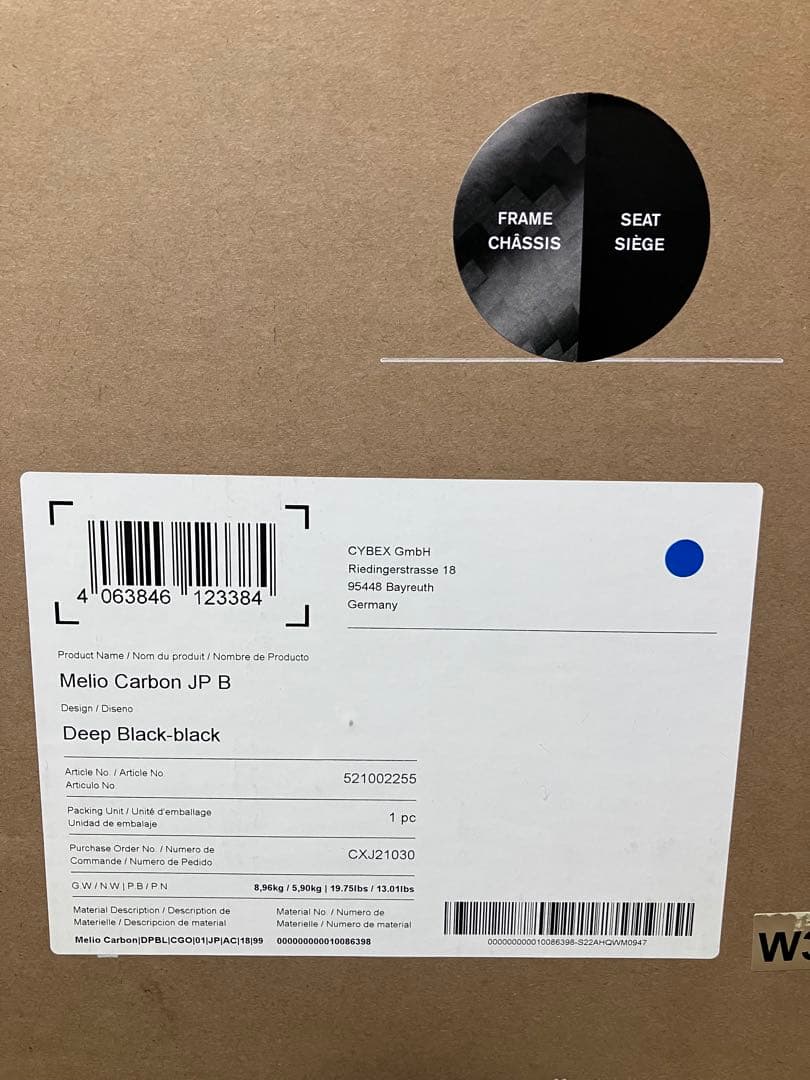 FRAME
CHÂSSIS
SEAT
SIÈGE
4 063846 123384
CYBEX GmbH
Riedingerstrasse 18
95448 Bayreuth
Germany
Product Name / Nom du produit / Nombre de Producto
Melio Carbon JP B
Design / Diseno
Deep Black-black
Article No. / Article No.
Articulo No
521002255
Packing Unit / Unité d'emballage
Unidad de embalaje
1 pc
Purchase Order No. / Numero de
Commande / Numero de Pedido
CXJ21030
G.W / N.W | P.B / P.N
8,96kg / 5,90kg | 19.75lbs / 13.01lbs
Material Description / Description de
Materielle / Descripcion de material
Melio Carbon|DPBL|CGO|01|JP|AC|18|99
Material No. / Numero de
Materielle / Numero de material
000000000010086398
000000000010086398-S22AHQWM0947